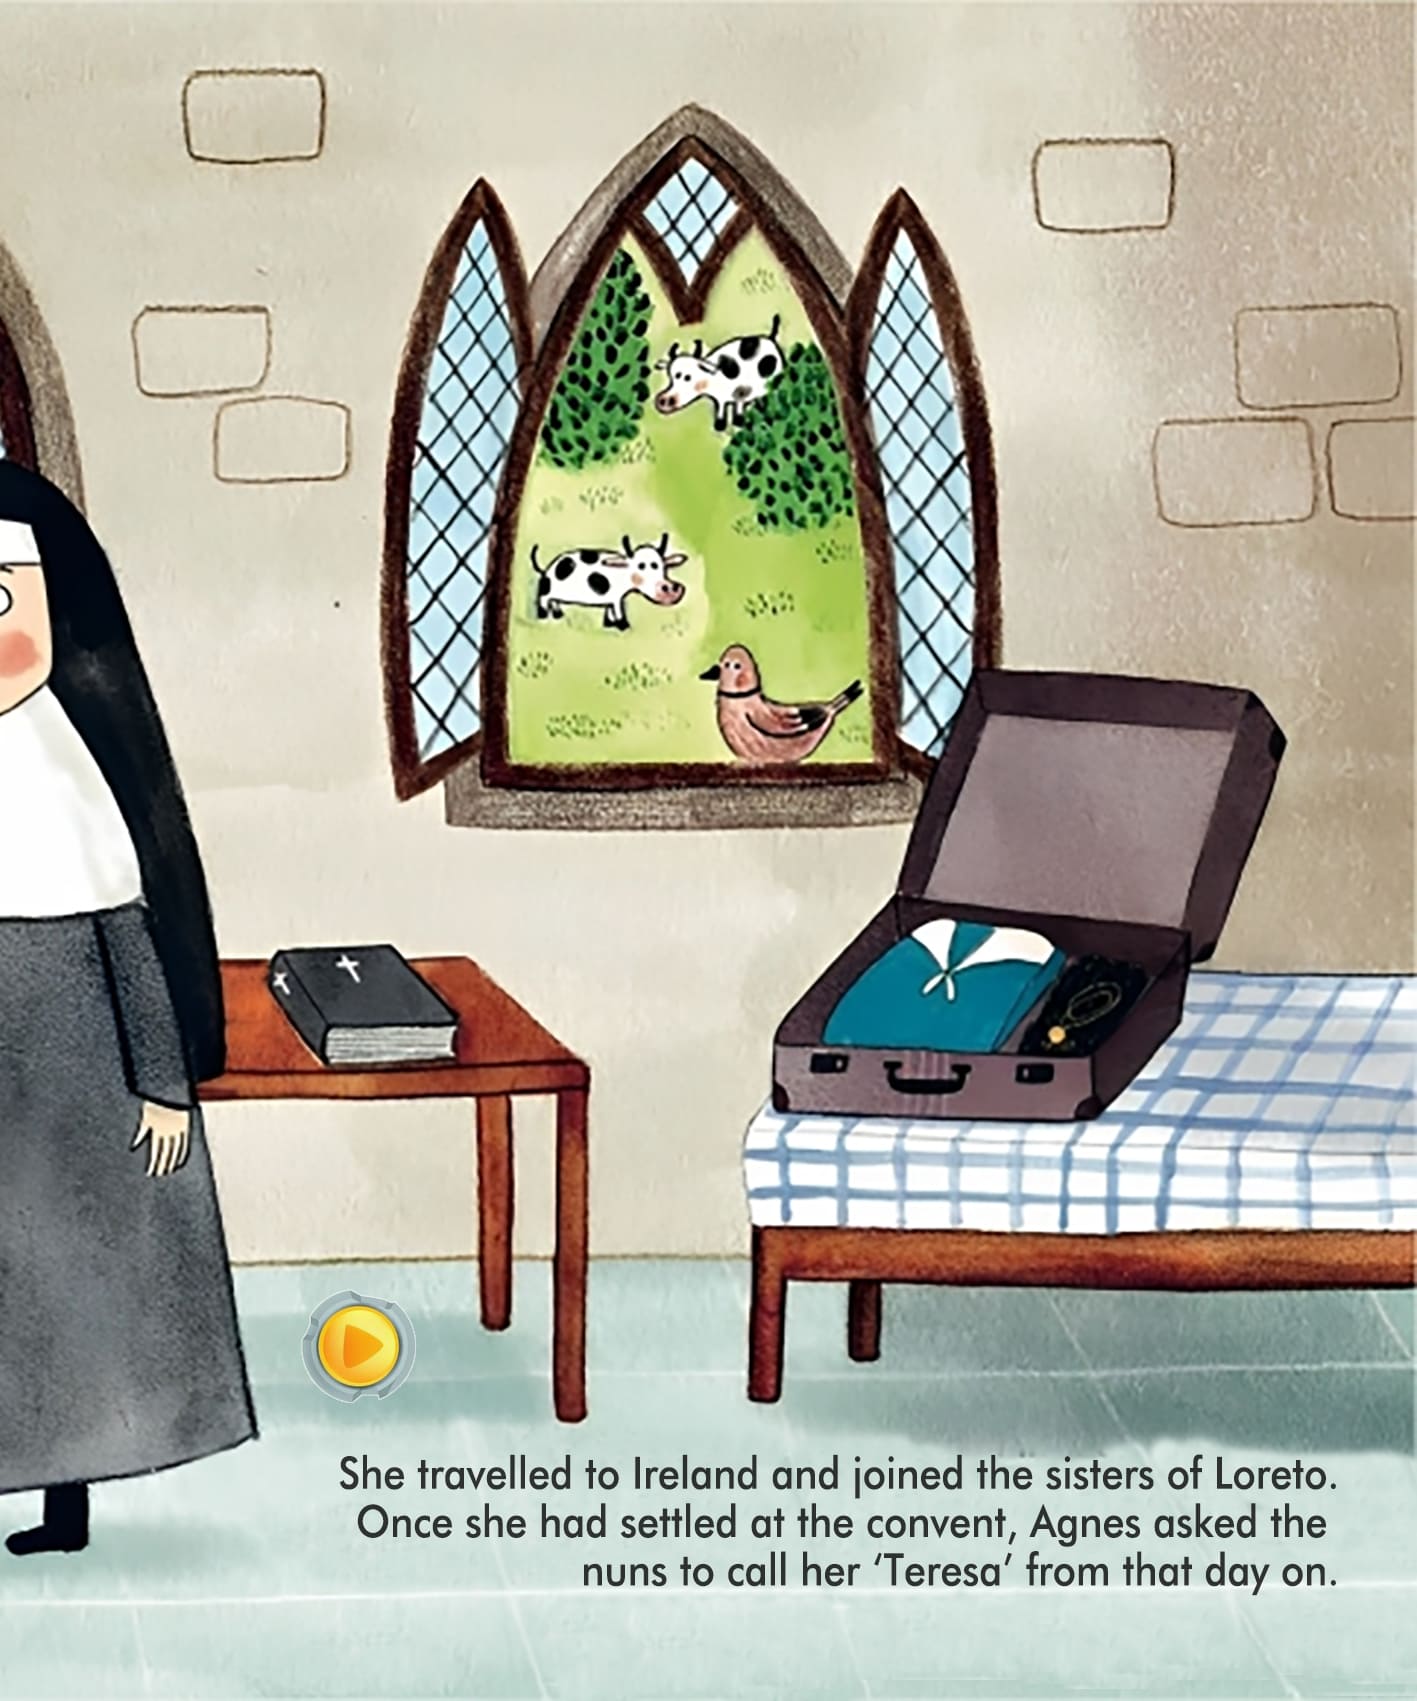 She travelled to Ireland and joined the sisters of Loreto.
Once she had settled at the convent, Agnes asked the
nuns to call her ‘Teresa’ from that day on.